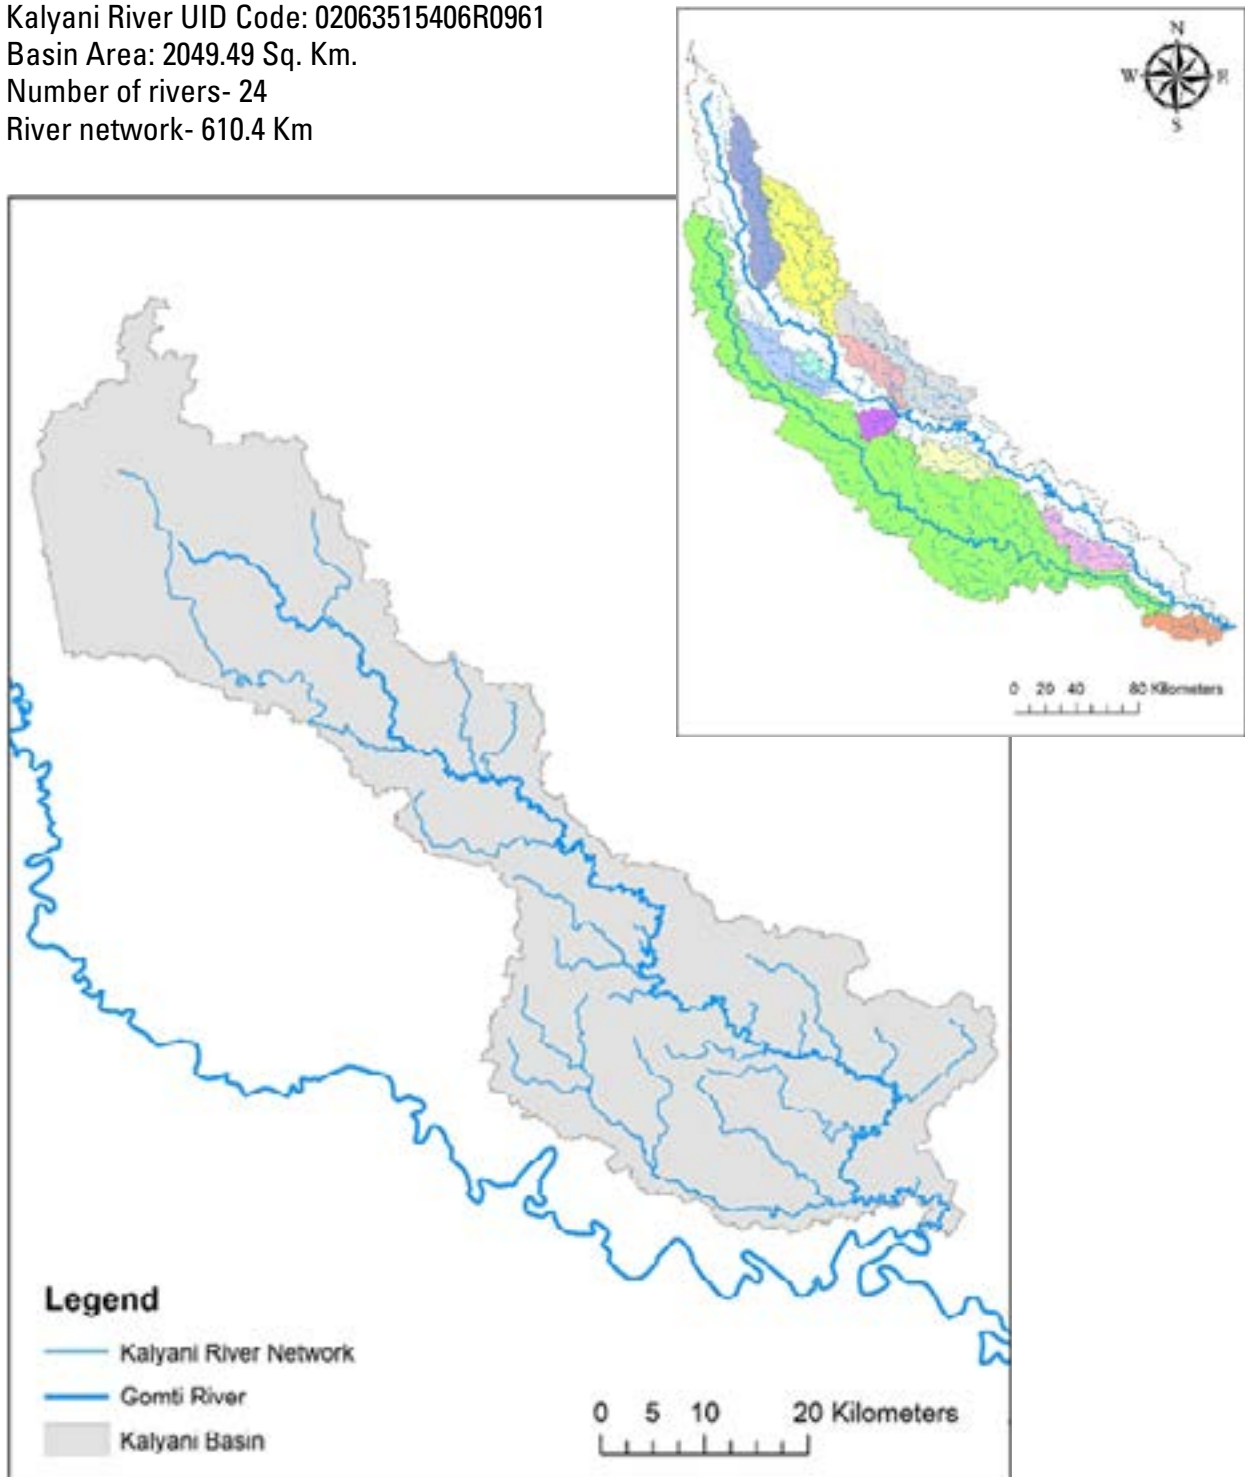 Kalyani River UID Code: 02063515406R0961
Basin Area: 2049.49 Sq. Km.
Number of rivers- 24
River network- 610.4 Km
N
W E
S
0 20 40 80 Kilometers
Legend
Kalyani River Network
Gomti River
Kalyani Basin
0 5 10 20 Kilometers